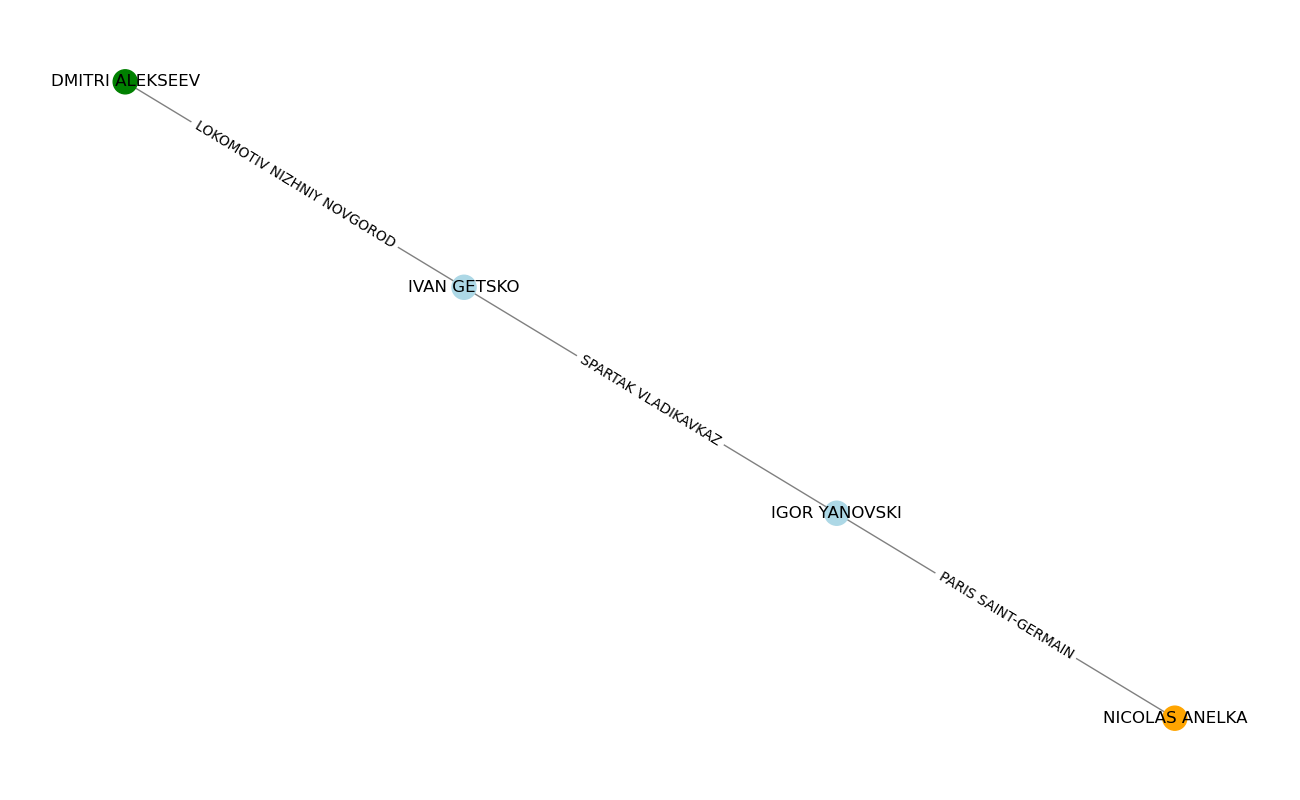 DMITRI ALEKSEEV
LOKOMOTIV NIZHNIY NOVGOROD
IVAN GETSKO
SPARTAK VLADIKAVKAZ
IGOR YANOVSKI
PARIS SAINT-GERMAIN
NICOLAS ANELKA